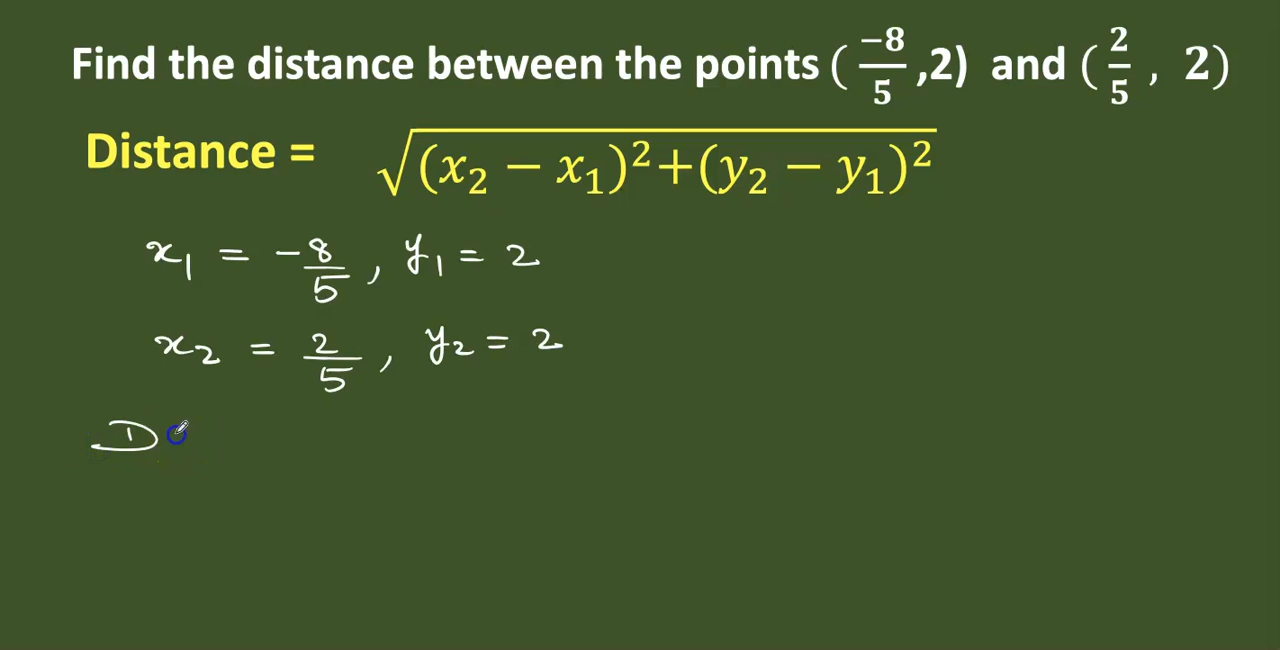 Find the distance between the points (−8/5 ,2) and (2/5 , 2)
Distance = √(x₂ − x₁)²+(y₂ − y₁)²
x₁ = −8/5 , y₁ = 2
x₂ = 2/5 , y₂ = 2
D